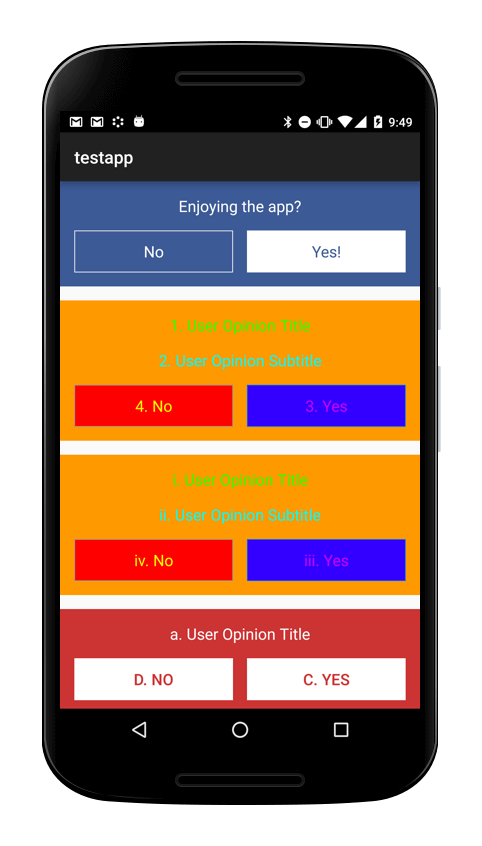 9:49
testapp
Enjoying the app?
No Yes!
1. User Opinion Title
2. User Opinion Subtitle
4. No 3. Yes
i. User Opinion Title
ii. User Opinion Subtitle
iv. No iii. Yes
a. User Opinion Title
D. NO C. YES